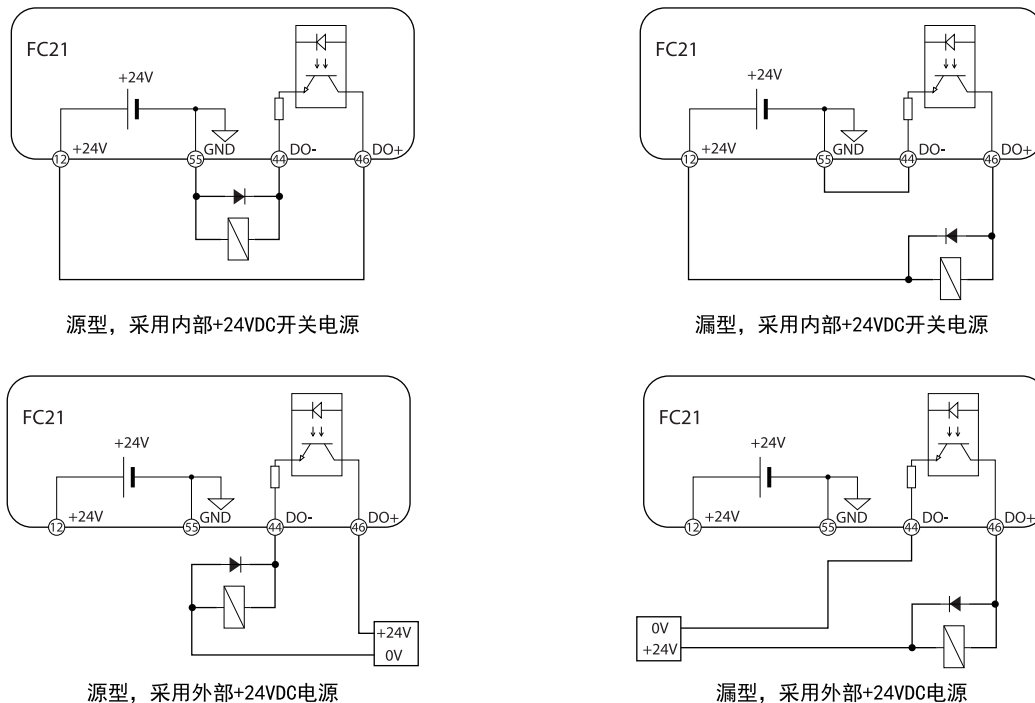 FC21
+24V
12 +24V 55 GND 44 DO- 46 DO+
源型，采用内部+24VDC开关电源
FC21
+24V
12 +24V 55 GND 44 DO- 46 DO+
漏型，采用内部+24VDC开关电源
FC21
+24V
12 +24V 55 GND 44 DO- 46 DO+
+24V
0V
源型，采用外部+24VDC电源
FC21
+24V
12 +24V 55 GND 44 DO- 46 DO+
0V
+24V
漏型，采用外部+24VDC电源